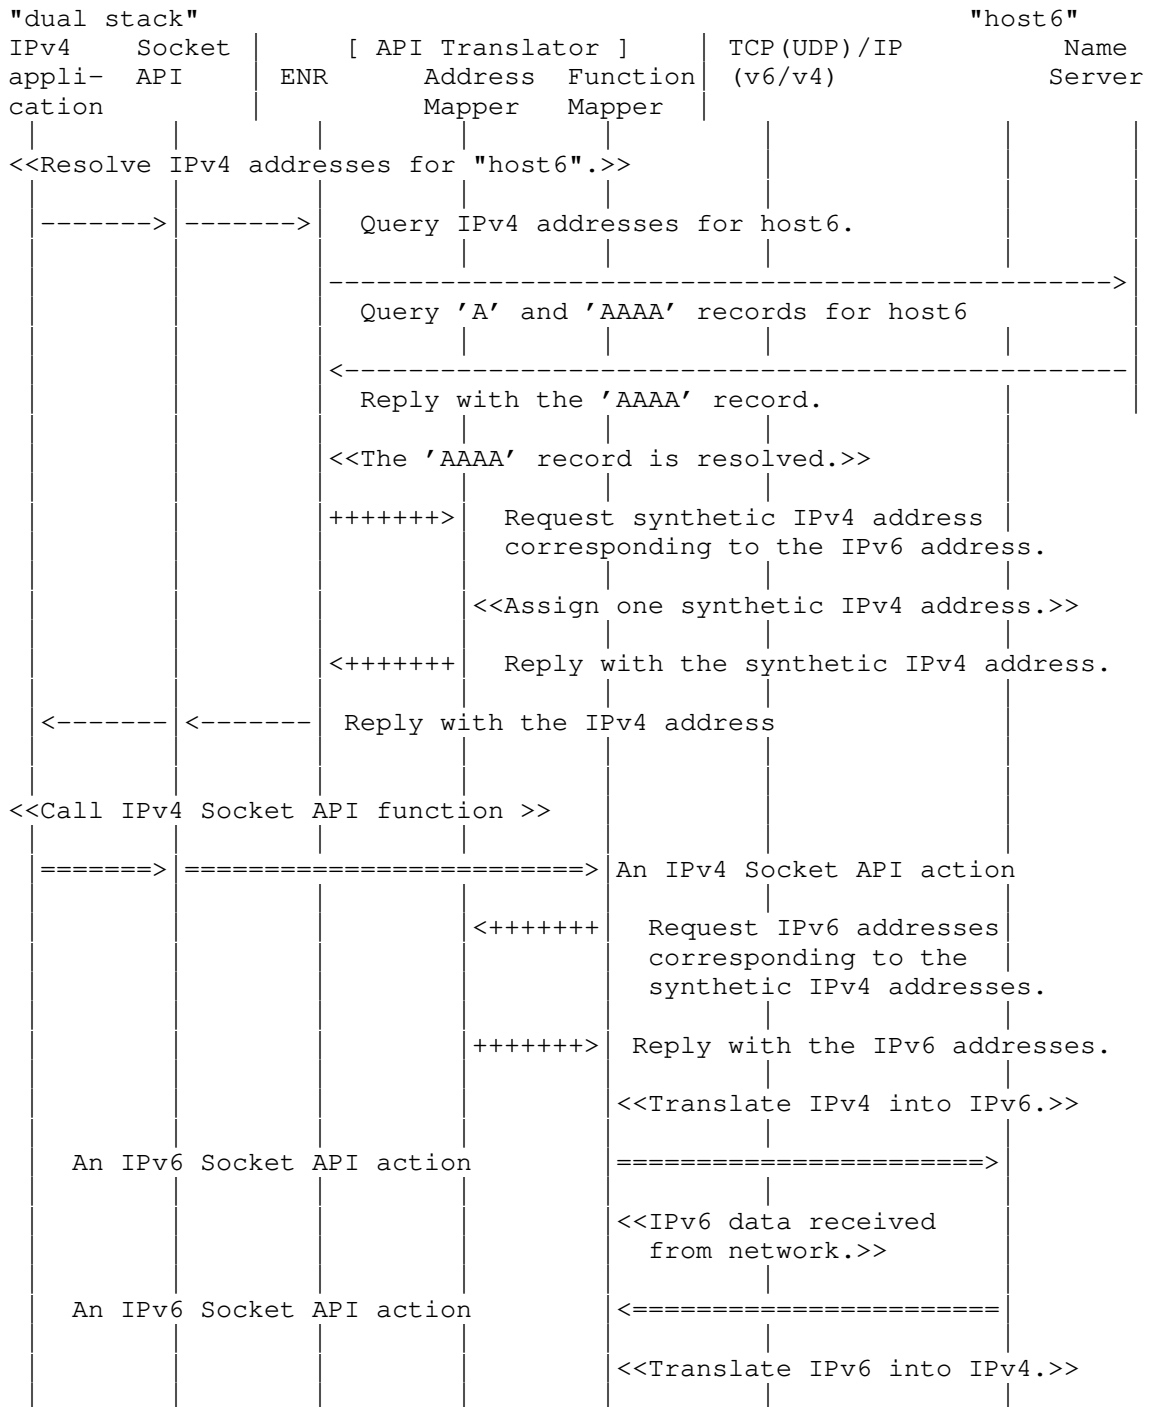 "dual stack" "host6"
IPv4 Socket | [ API Translator ] | TCP(UDP)/IP Name
appli- API | ENR Address Function| (v6/v4) Server
cation | Mapper Mapper |
<<Resolve IPv4 addresses for "host6".>>
|------->|------->| Query IPv4 addresses for host6.
|------------------------------------------------->|
Query 'A' and 'AAAA' records for host6
|<-------------------------------------------------|
Reply with the 'AAAA' record.
|<<The 'AAAA' record is resolved.>>
|+++++++>| Request synthetic IPv4 address
corresponding to the IPv6 address.
|<<Assign one synthetic IPv4 address.>>
|<+++++++| Reply with the synthetic IPv4 address.
|<-------|<-------| Reply with the IPv4 address
<<Call IPv4 Socket API function >>
|=======>|=========================>|An IPv4 Socket API action
|<+++++++| Request IPv6 addresses|
corresponding to the |
synthetic IPv4 addresses.
|+++++++>| Reply with the IPv6 addresses.
|<<Translate IPv4 into IPv6.>>
An IPv6 Socket API action |=======================>|
|<<IPv6 data received
from network.>>
An IPv6 Socket API action |<=======================|
|<<Translate IPv6 into IPv4.>>